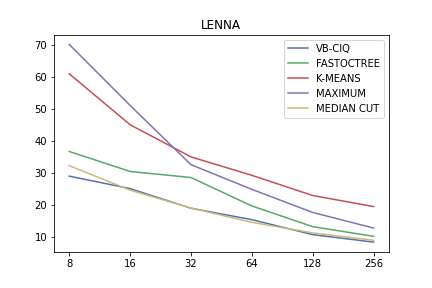 LENNA
70
60
50
40
30
20
10
8 16 32 64 128 256
VB-CIQ
FASTOCTREE
K-MEANS
MAXIMUM
MEDIAN CUT